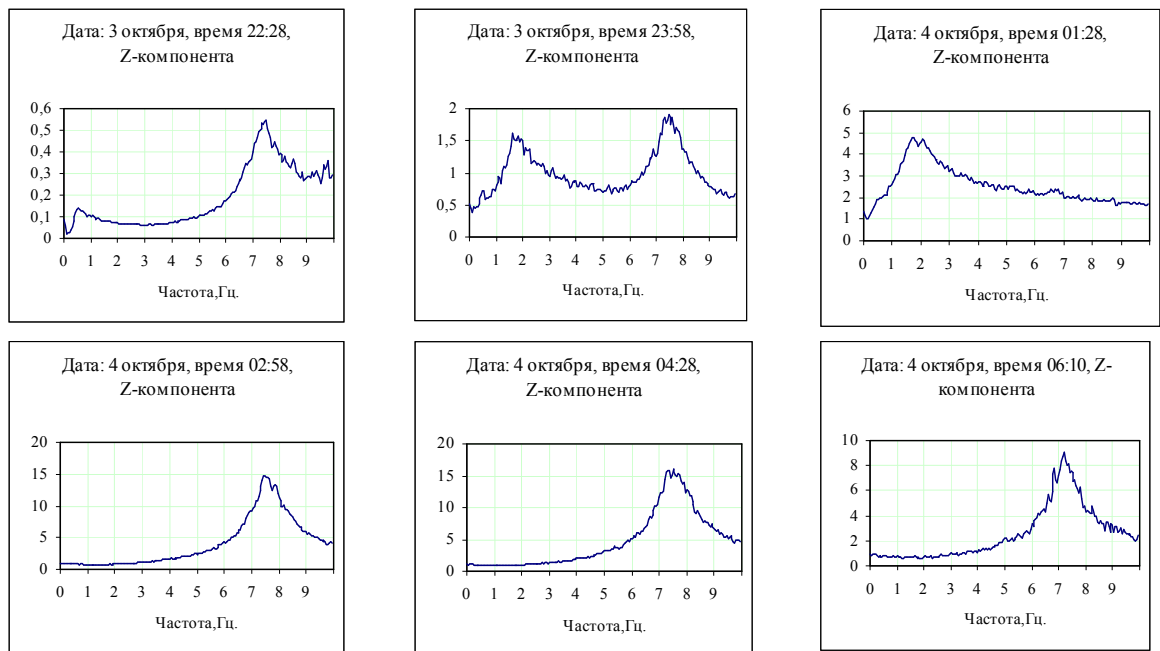 Дата: 3 октября, время 22:28,
Z-компонента
0,6
0,5
0,4
0,3
0,2
0,1
0
0 1 2 3 4 5 6 7 8 9
Частота,Гц.
Дата: 3 октября, время 23:58,
Z-компонента
2
1,5
1
0,5
0
0 1 2 3 4 5 6 7 8 9
Частота,Гц.
Дата: 4 октября, время 01:28,
Z-компонента
6
5
4
3
2
1
0
0 1 2 3 4 5 6 7 8 9
Частота,Гц.
Дата: 4 октября, время 02:58,
Z-компонента
20
15
10
5
0
0 1 2 3 4 5 6 7 8 9
Частота,Гц.
Дата: 4 октября, время 04:28,
Z-компонента
20
15
10
5
0
0 1 2 3 4 5 6 7 8 9
Частота,Гц.
Дата: 4 октября, время 06:10, Z-
компонента
10
8
6
4
2
0
0 1 2 3 4 5 6 7 8 9
Частота,Гц.